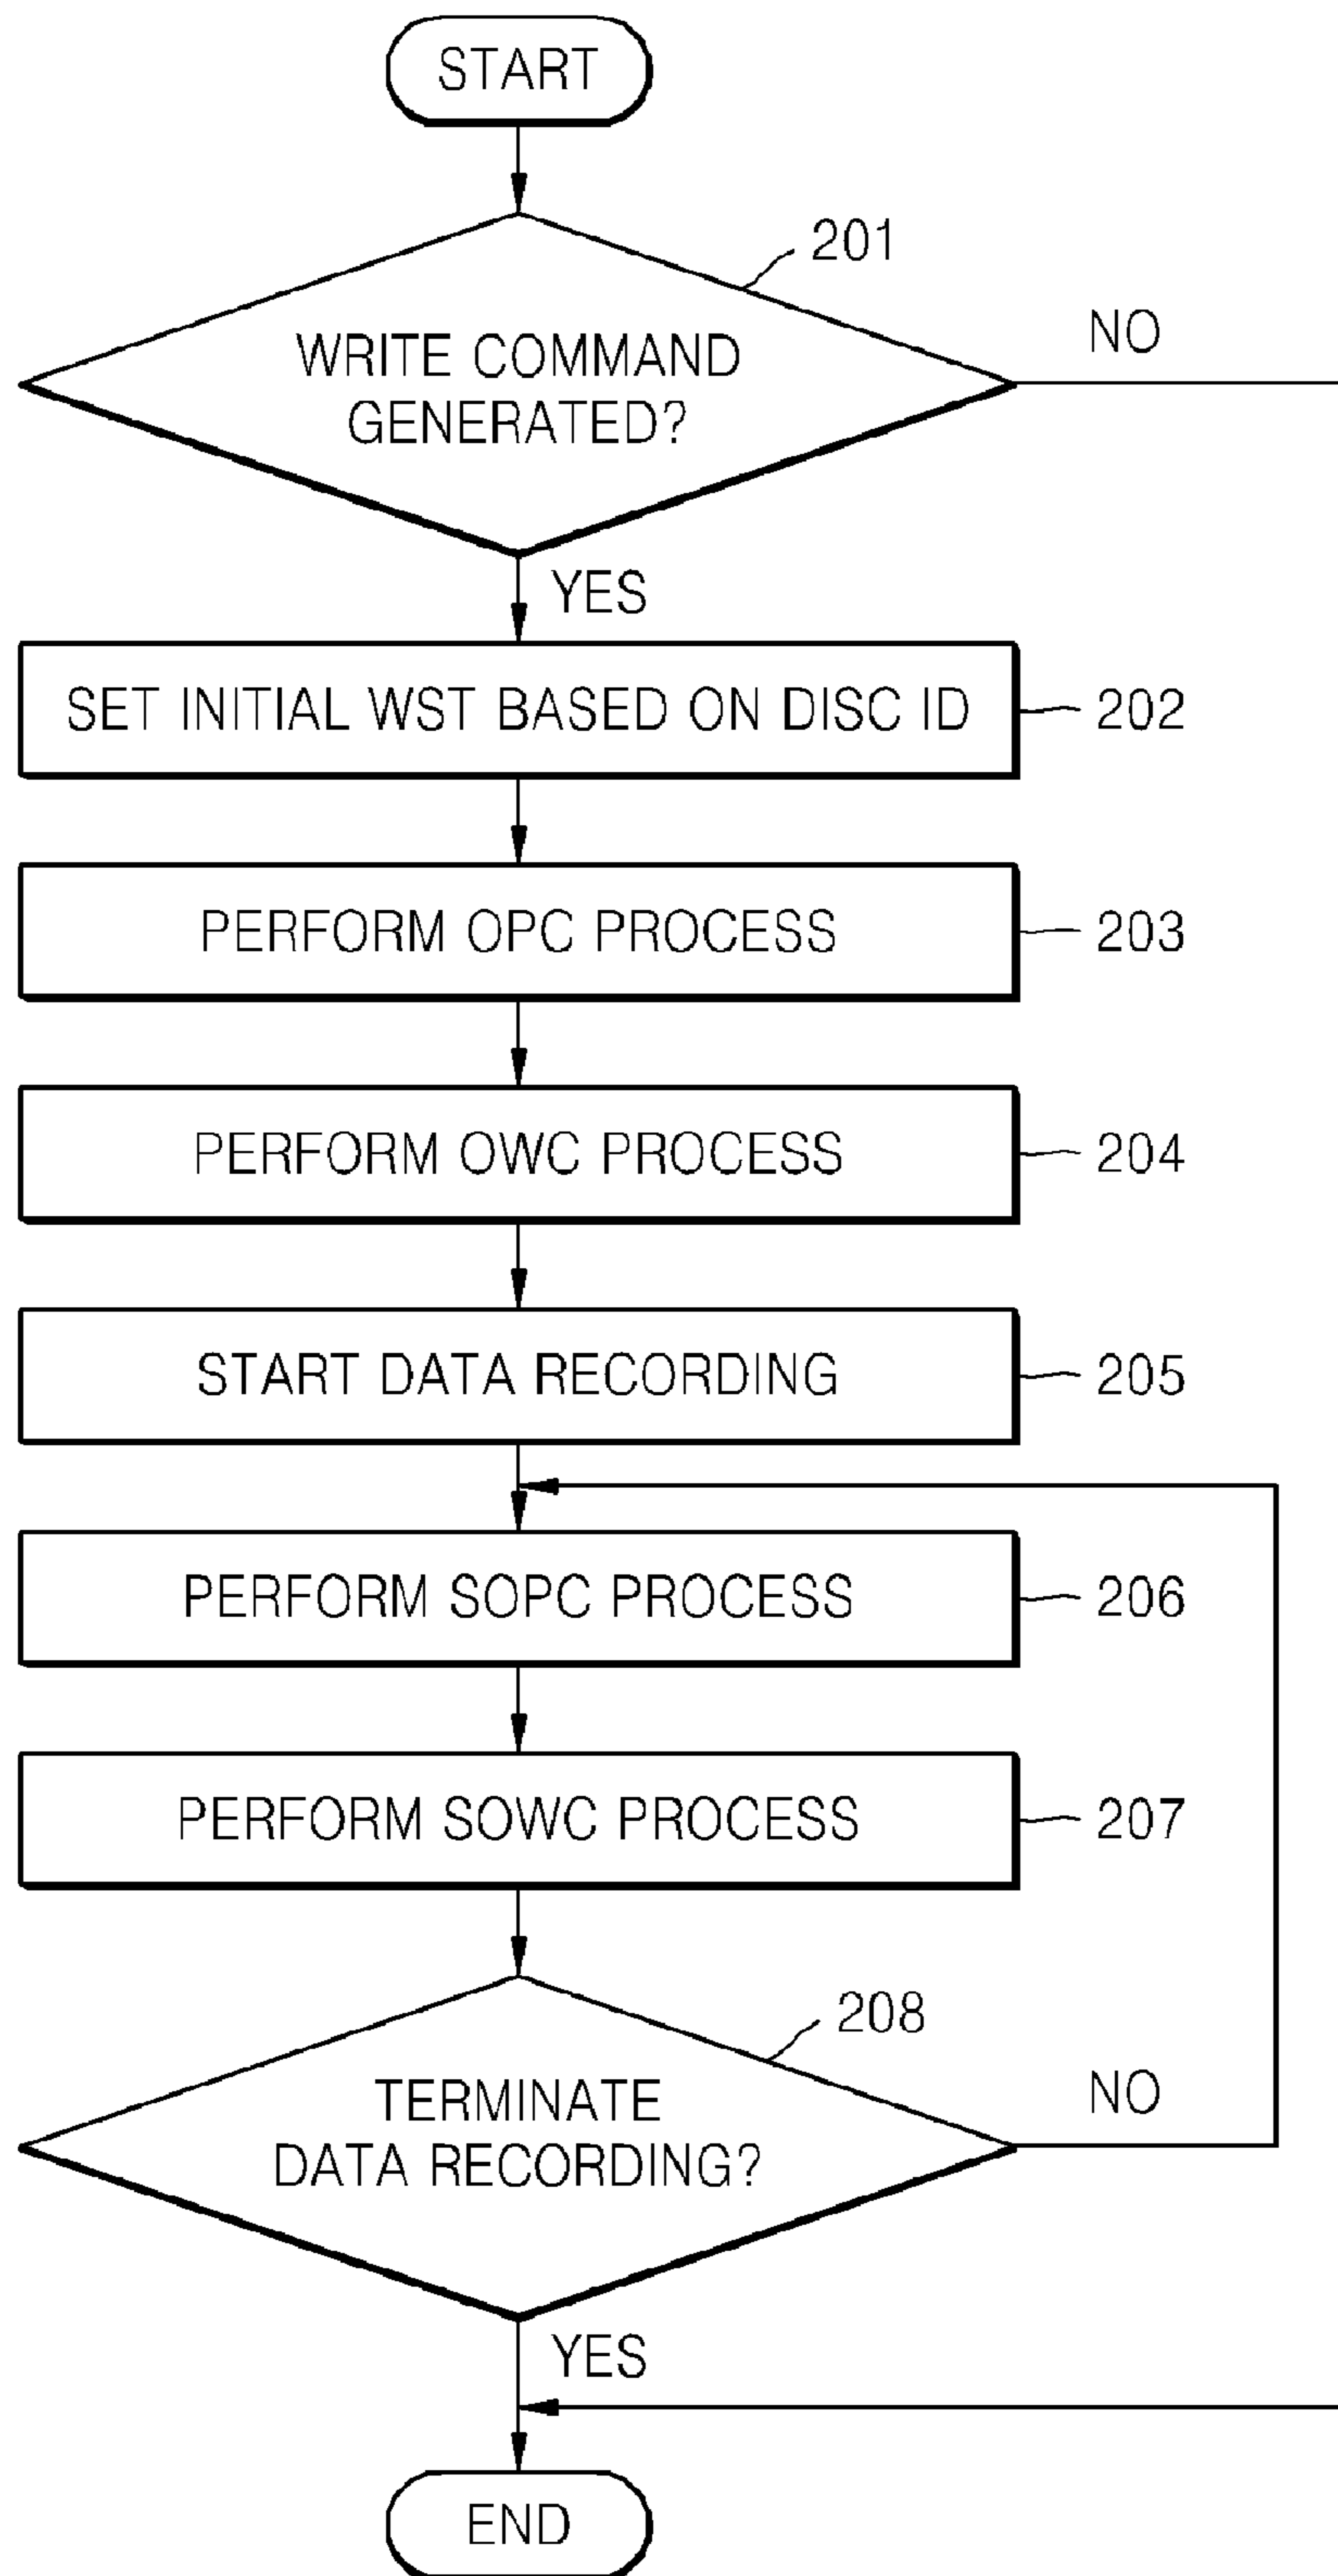 START
201
WRITE COMMAND
GENERATED?
NO
YES
SET INITIAL WST BASED ON DISC ID
202
PERFORM OPC PROCESS
203
PERFORM OWC PROCESS
204
START DATA RECORDING
205
PERFORM SOPC PROCESS
206
PERFORM SOWC PROCESS
207
208
TERMINATE
DATA RECORDING?
NO
YES
END